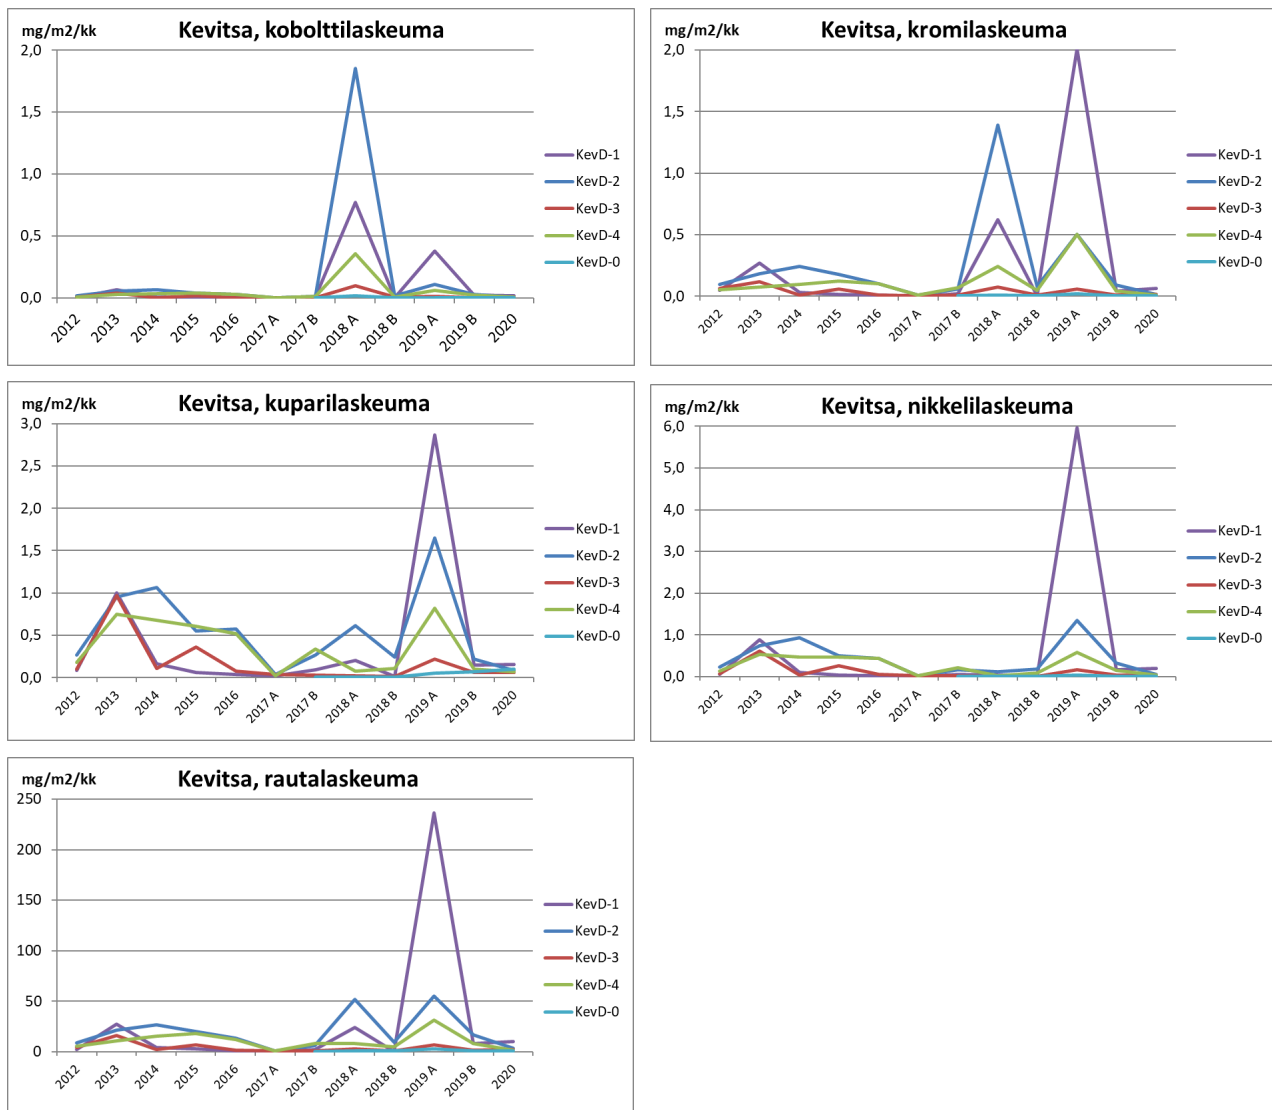 mg/m2/kk
Kevitsa, kobolttilaskeuma
2,0
1,5
1,0
0,5
0,0
2012
2013
2014
2015
2016
2017 A
2017 B
2018 A
2018 B
2019 A
2019 B
2020
KevD-1
KevD-2
KevD-3
KevD-4
KevD-0
mg/m2/kk
Kevitsa, kromilaskeuma
2,0
1,5
1,0
0,5
0,0
2012
2013
2014
2015
2016
2017 A
2017 B
2018 A
2018 B
2019 A
2019 B
2020
KevD-1
KevD-2
KevD-3
KevD-4
KevD-0
mg/m2/kk
Kevitsa, kuparilaskeuma
3,0
2,5
2,0
1,5
1,0
0,5
0,0
2012
2013
2014
2015
2016
2017 A
2017 B
2018 A
2018 B
2019 A
2019 B
2020
KevD-1
KevD-2
KevD-3
KevD-4
KevD-0
mg/m2/kk
Kevitsa, nikkelilaskeuma
6,0
5,0
4,0
3,0
2,0
1,0
0,0
2012
2013
2014
2015
2016
2017 A
2017 B
2018 A
2018 B
2019 A
2019 B
2020
KevD-1
KevD-2
KevD-3
KevD-4
KevD-0
mg/m2/kk
Kevitsa, rautalaskeuma
250
200
150
100
50
0
2012
2013
2014
2015
2016
2017 A
2017 B
2018 A
2018 B
2019 A
2019 B
2020
KevD-1
KevD-2
KevD-3
KevD-4
KevD-0